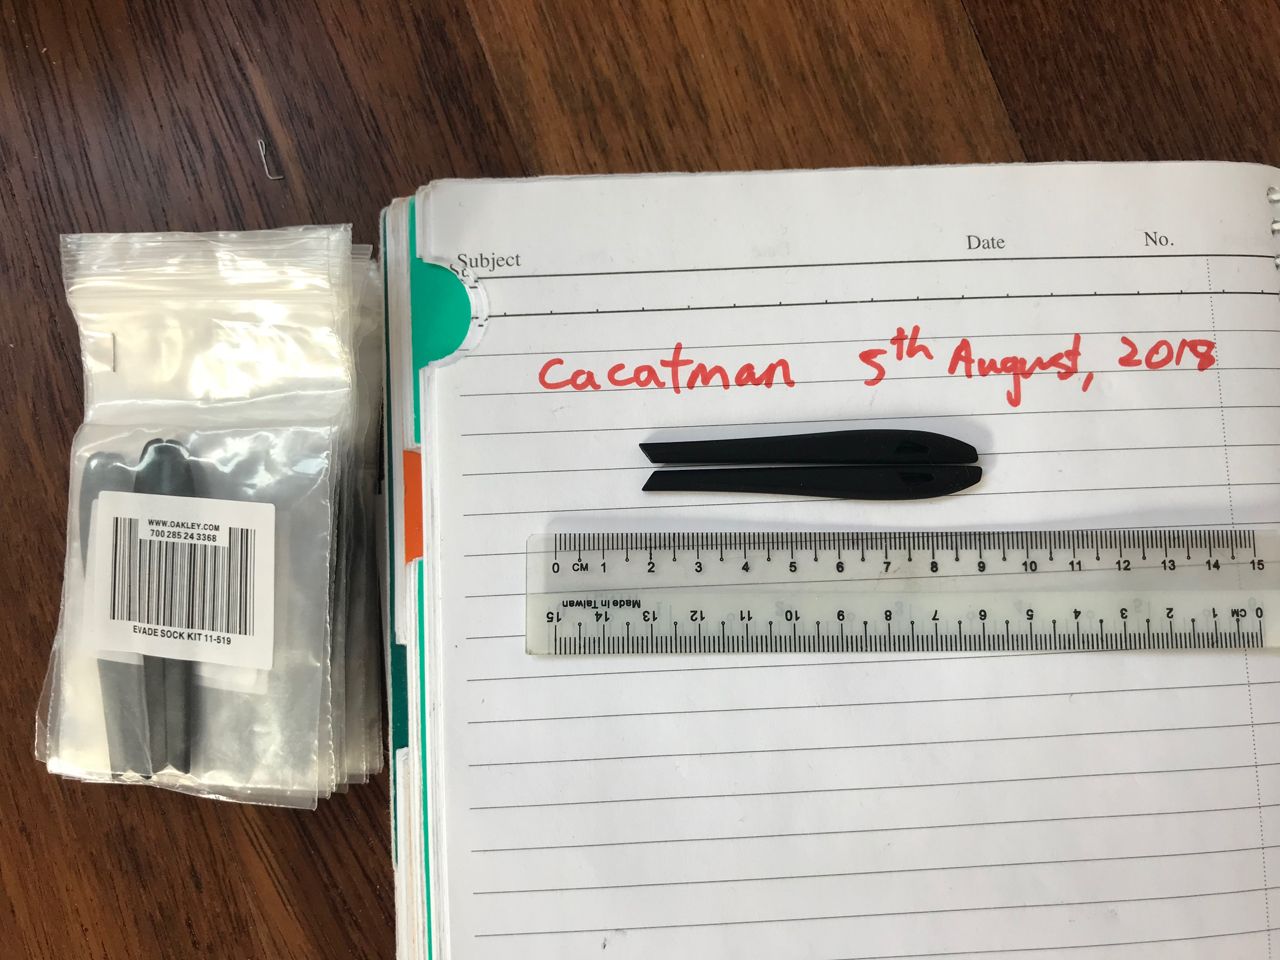 Subject
Date
No.
cacatman 5th August, 2018
WWW.OAKLEY.COM
700 285 24 3368
EVADE SOCK KIT 11-519
0 CM 1 2 3 4 5 6 7 8 9 10 11 12 13 14 15
Made in Taiwan
15 14 13 12 11 10 9 8 7 6 5 4 3 2 1 CM 0